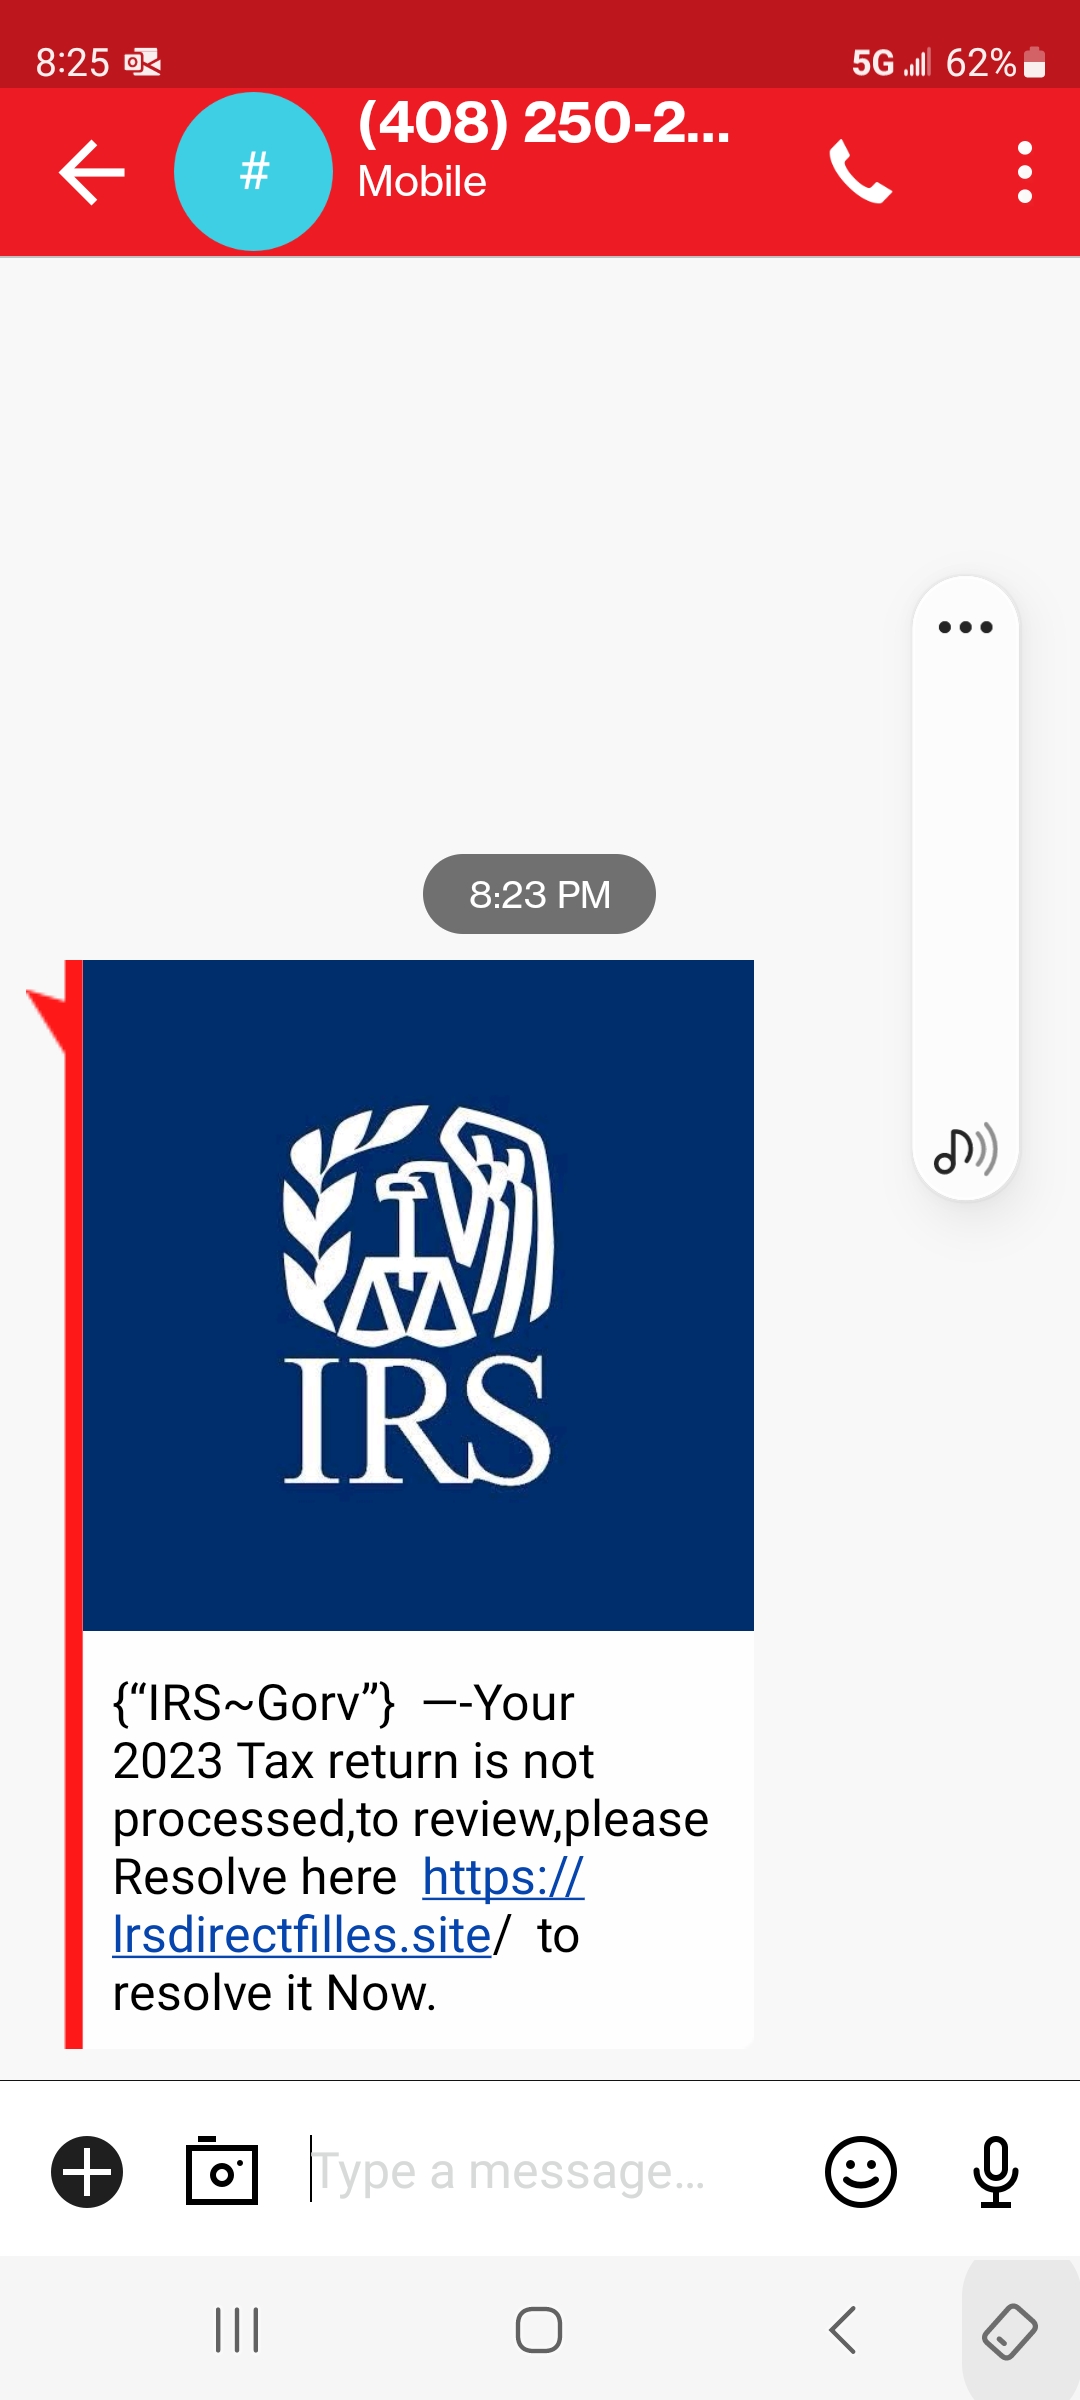 8:25
5G 62%
#
(408) 250-2...
Mobile
8:23 PM
IRS
{“IRS~Gorv”}  —-Your
2023 Tax return is not
processed,to review,please
Resolve here  https://
lrsdirectfilles.site/  to
resolve it Now.
Type a message...